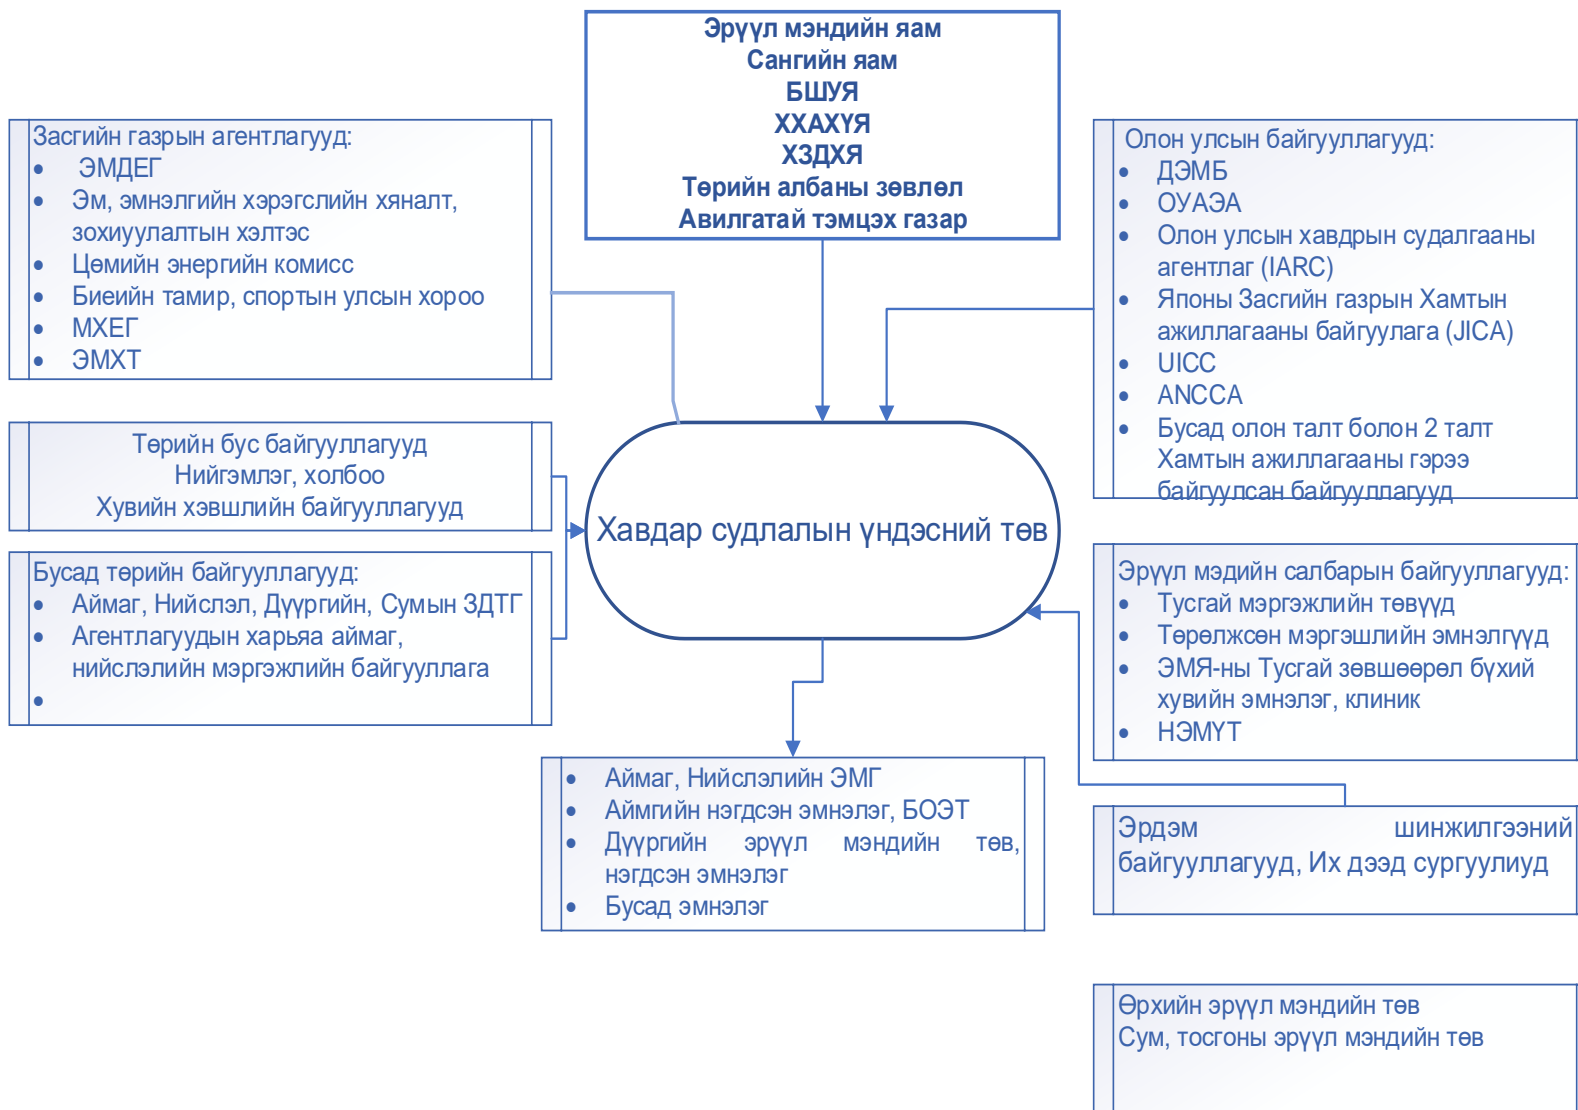 Эрүүл мэндийн яам
Сангийн яам
БШУЯ
ХХАХҮЯ
ХЗДХЯ
Төрийн албаны зөвлөл
Авилгатай тэмцэх газар
Засгийн газрын агентлагууд:
• ЭМДЕГ
• Эм, эмнэлгийн хэрэгслийн хяналт,
зохиуулалтын хэлтэс
• Цөмийн энергийн комисс
• Биеийн тамир, спортын улсын хороо
• МХЕГ
• ЭМХТ
Олон улсын байгууллагууд:
• ДЭМБ
• ОУАЭА
• Олон улсын хавдрын судалгааны
агентлаг (IARC)
• Японы Засгийн газрын Хамтын
ажиллагааны байгуулага (JICA)
• UICC
• ANCCA
• Бусад олон талт болон 2 талт
Хамтын ажиллагааны гэрээ
байгуулсан байгууллагууд
Төрийн бус байгууллагууд
Нийгэмлэг, холбоо
Хувийн хэвшлийн байгууллагууд
Хавдар судлалын үндэсний төв
Бусад төрийн байгууллагууд:
• Аймаг, Нийслэл, Дүүргийн, Сумын ЗДТГ
• Агентлагуудын харьяа аймаг,
нийслэлийн мэргэжлийн байгууллага
•
Эрүүл мэдийн салбарын байгууллагууд:
• Тусгай мэргэжлийн төвүүд
• Төрөлжсөн мэргэшлийн эмнэлгүүд
• ЭМЯ-ны Тусгай зөвшөөрөл бүхий
хувийн эмнэлэг, клиник
• НЭМҮТ
• Аймаг, Нийслэлийн ЭМГ
• Аймгийн нэгдсэн эмнэлэг, БОЭТ
• Дүүргийн эрүүл мэндийн төв,
нэгдсэн эмнэлэг
• Бусад эмнэлэг
Эрдэм шинжилгээний
байгууллагууд, Их дээд сургуулиуд
Өрхийн эрүүл мэндийн төв
Сум, тосгоны эрүүл мэндийн төв